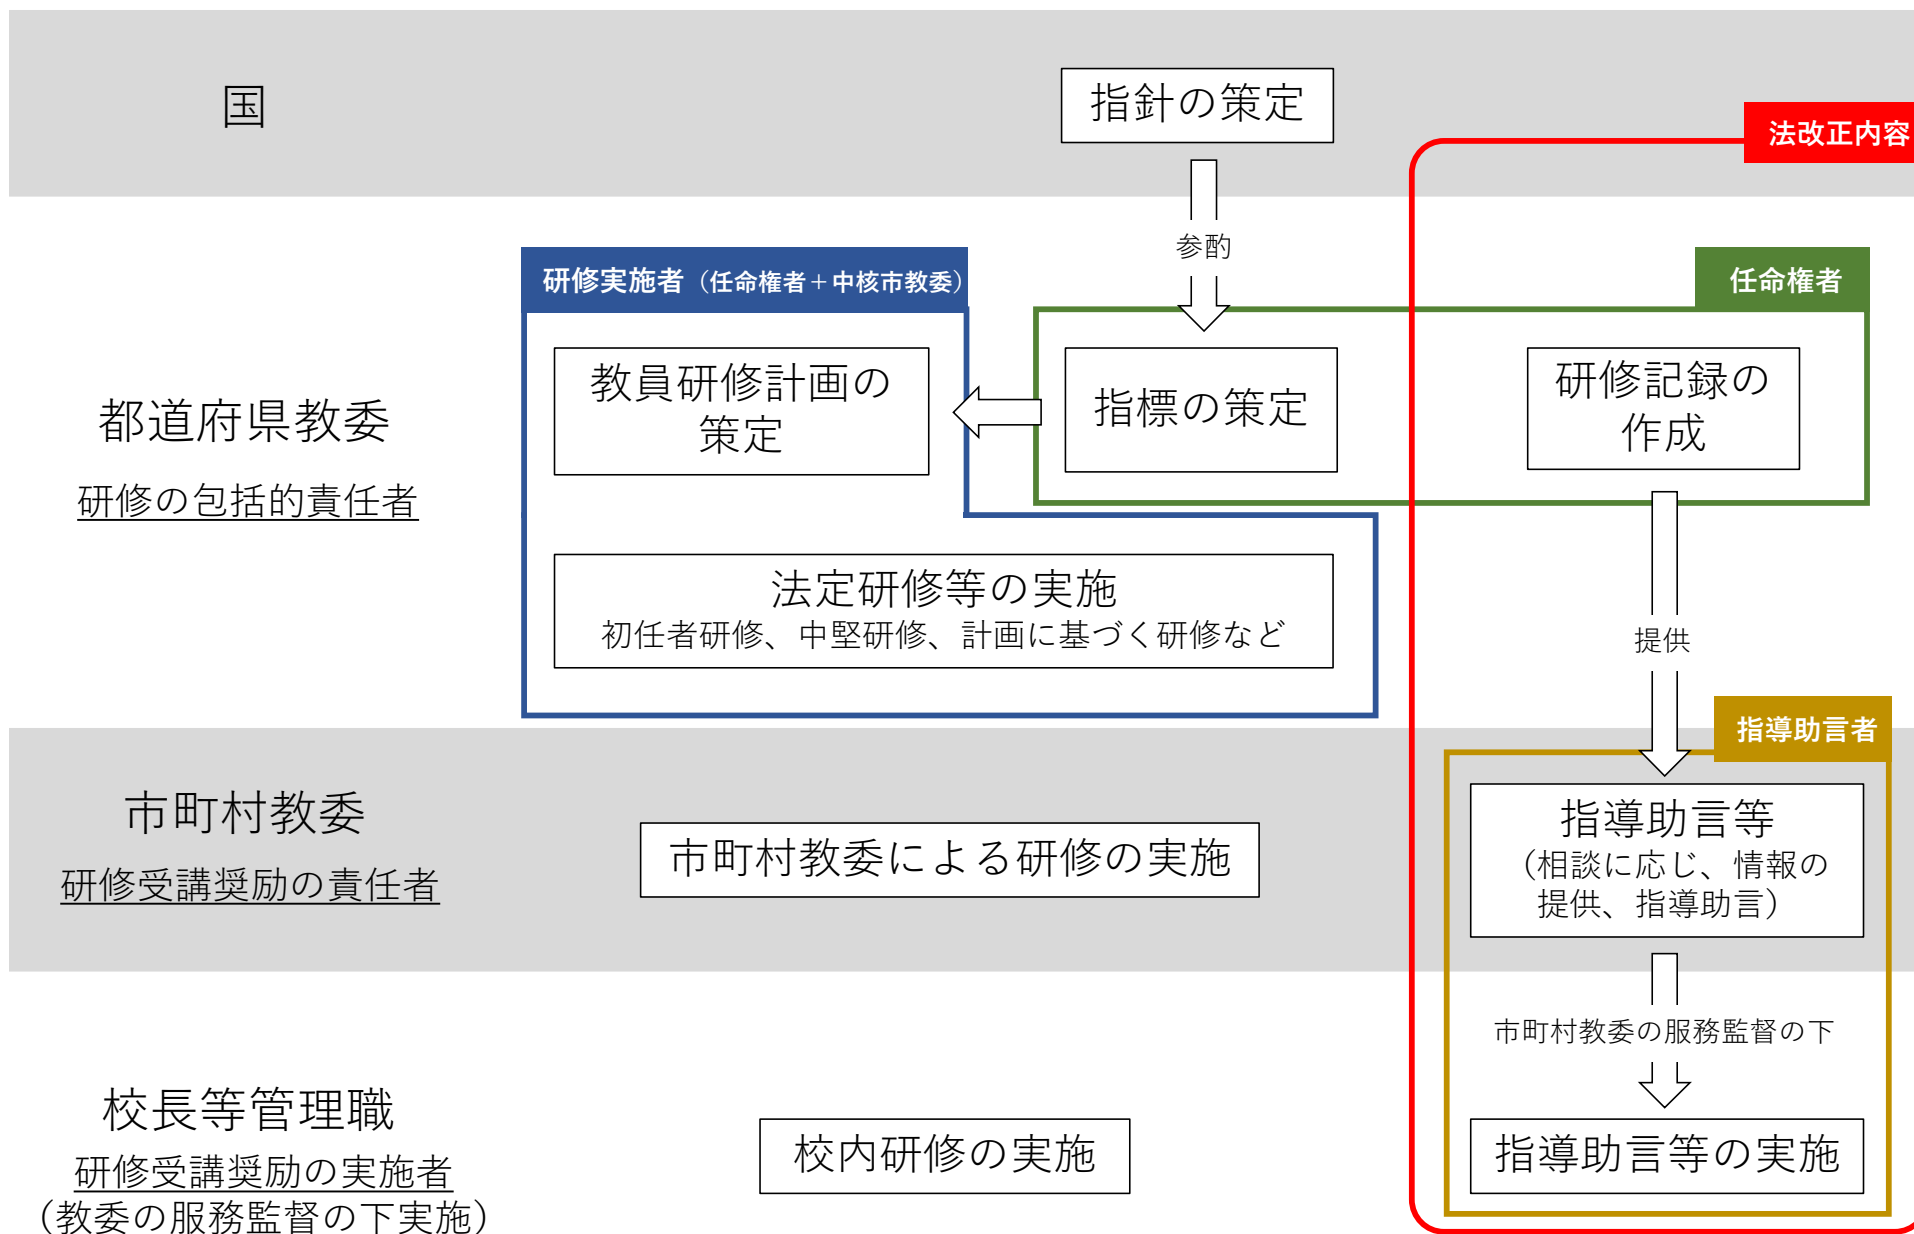 国
指針の策定
法改正内容
参酌
研修実施者（任命権者＋中核市教委）
任命権者
教員研修計画の
策定
指標の策定
研修記録の
作成
都道府県教委
研修の包括的責任者
法定研修等の実施
初任者研修、中堅研修、計画に基づく研修など
提供
指導助言者
市町村教委
研修受講奨励の責任者
市町村教委による研修の実施
指導助言等
（相談に応じ、情報の
提供、指導助言）
市町村教委の服務監督の下
校長等管理職
研修受講奨励の実施者
（教委の服務監督の下実施）
校内研修の実施
指導助言等の実施